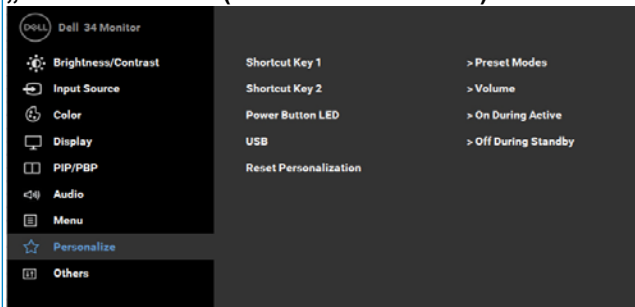 DELL Dell 34 Monitor
Brightness/Contrast Shortcut Key 1 > Preset Modes
Input Source Shortcut Key 2 > Volume
Color Power Button LED > On During Active
Display USB > Off During Standby
PIP/PBP Reset Personalization
Audio
Menu
Personalize
Others